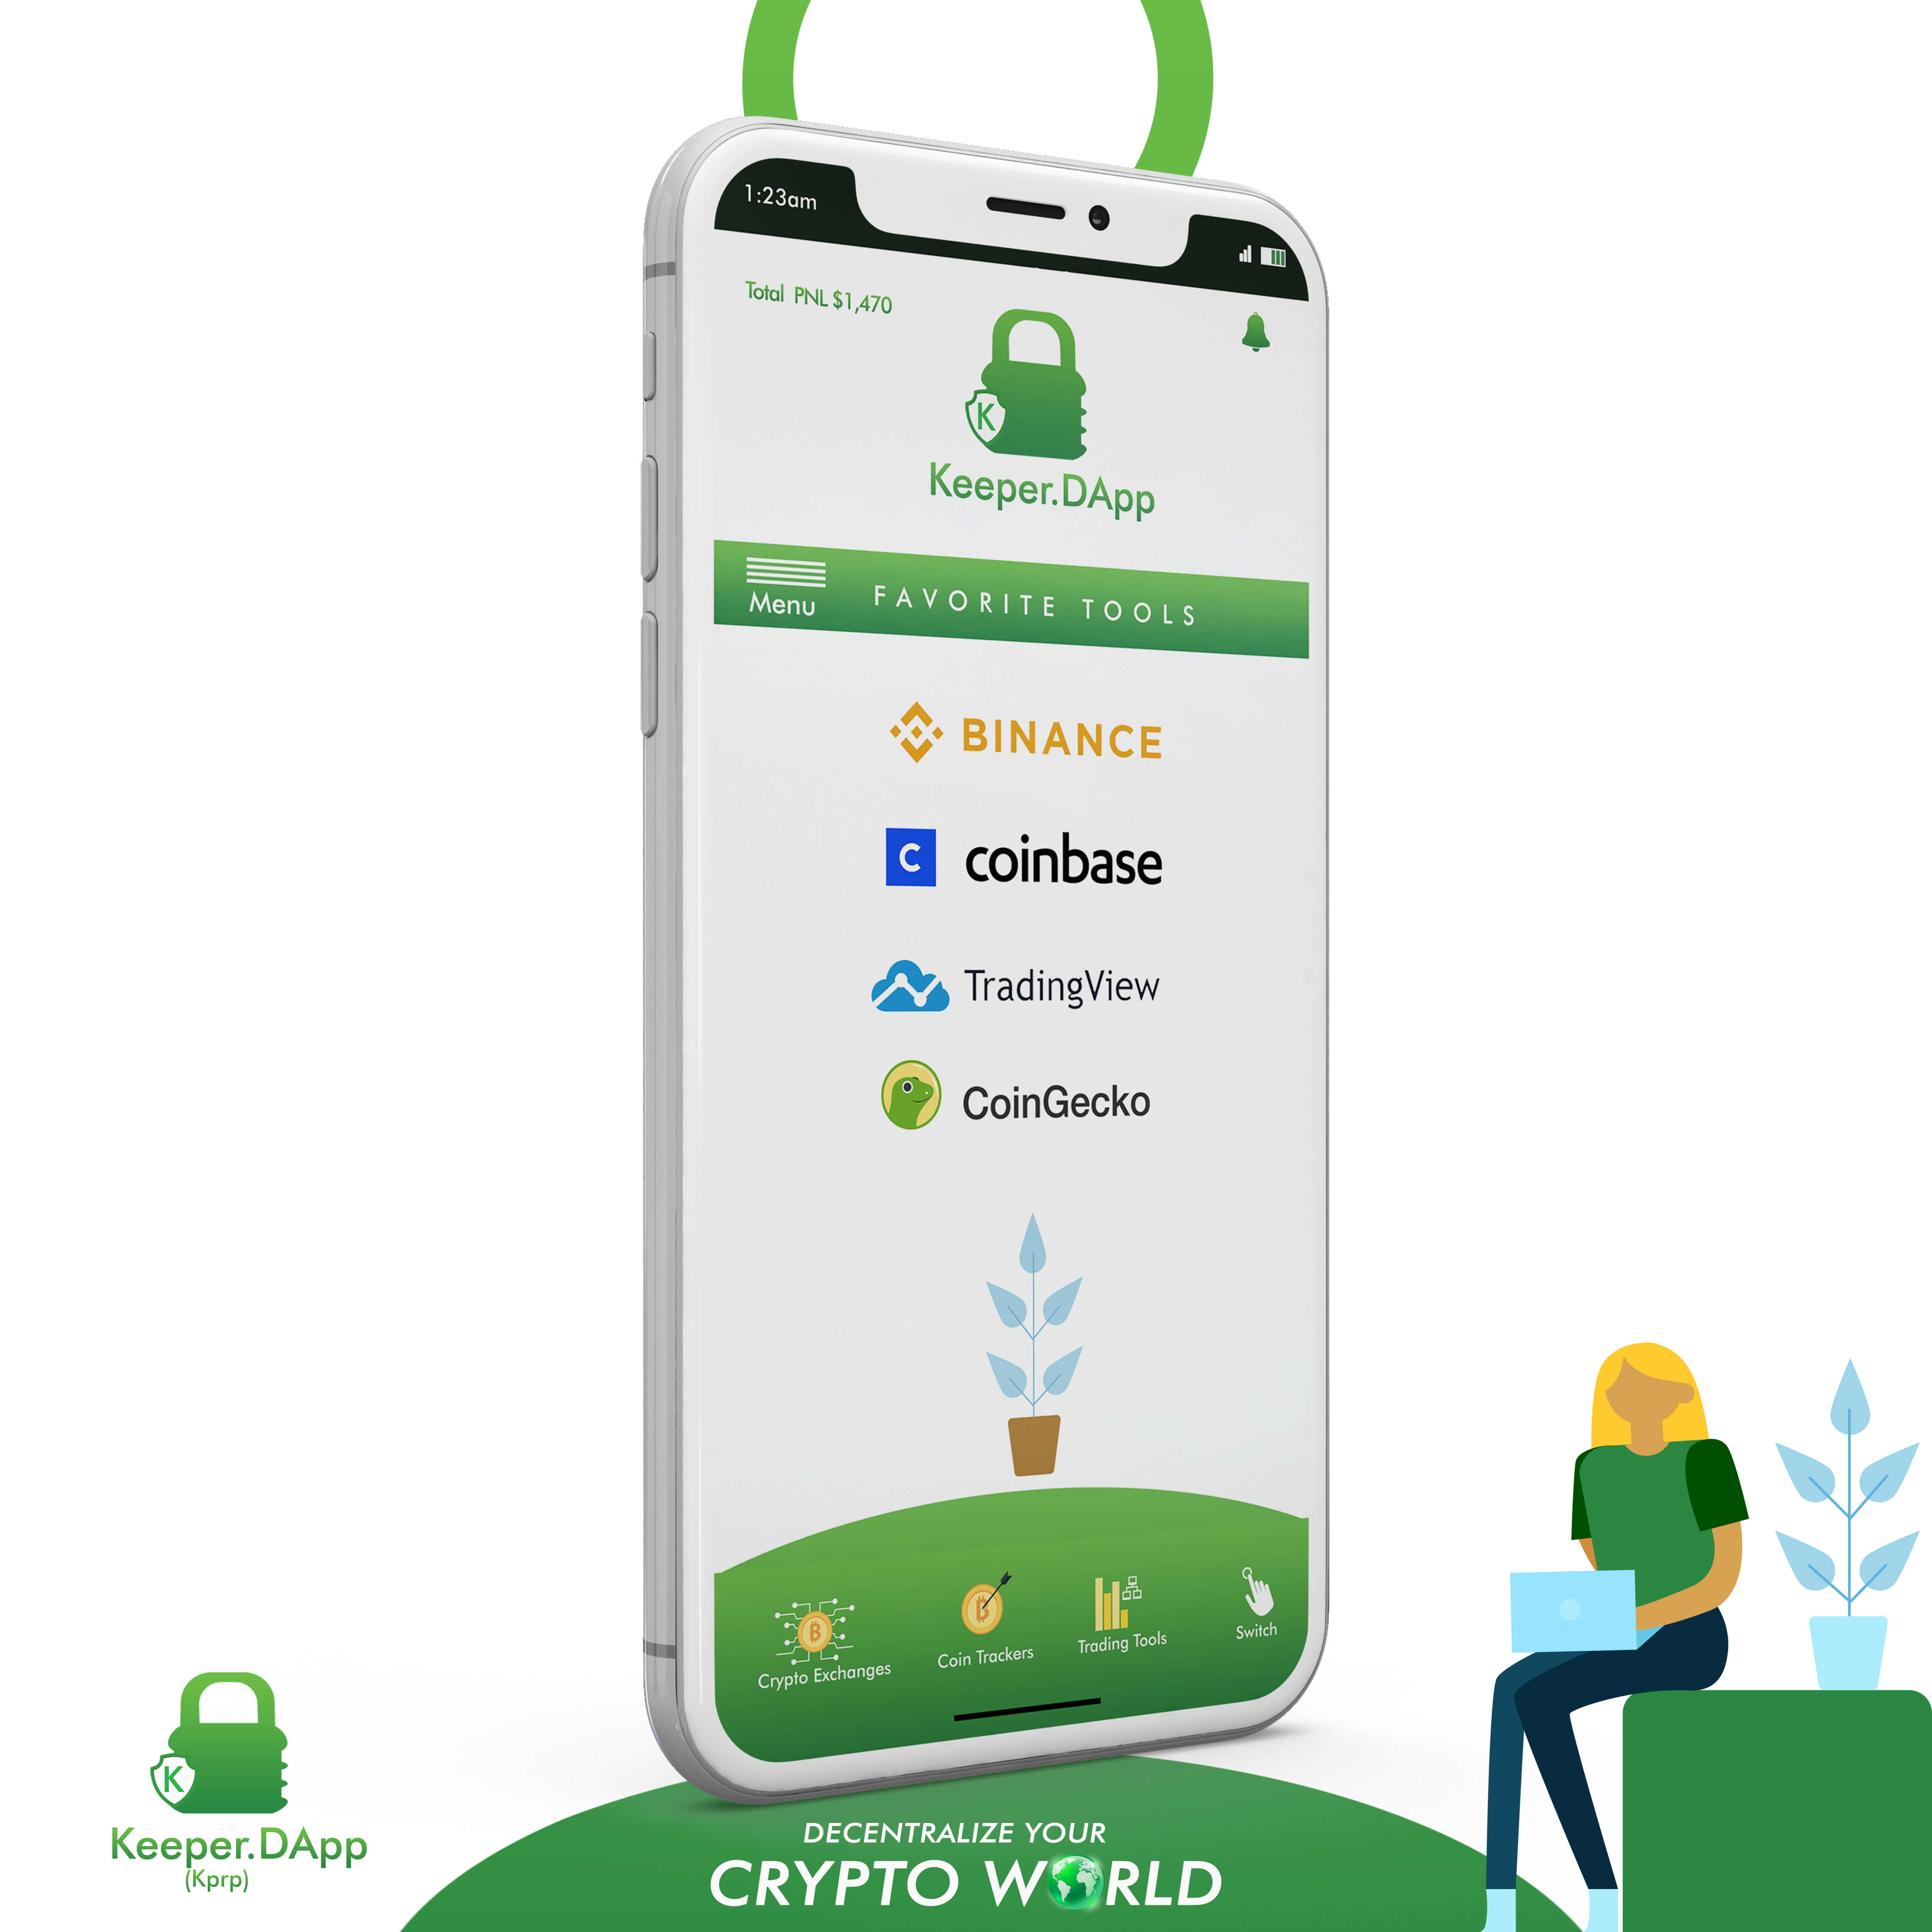 1:23am
Total PNL $1,470
K
Keeper.DApp
Menu
FAVORITE TOOLS
BINANCE
C coinbase
TradingView
CoinGecko
B
B
Crypto Exchanges
Coin Trackers
Trading Tools
Switch
K
Keeper.DApp
(Kprp)
DECENTRALIZE YOUR
CRYPTO WORLD